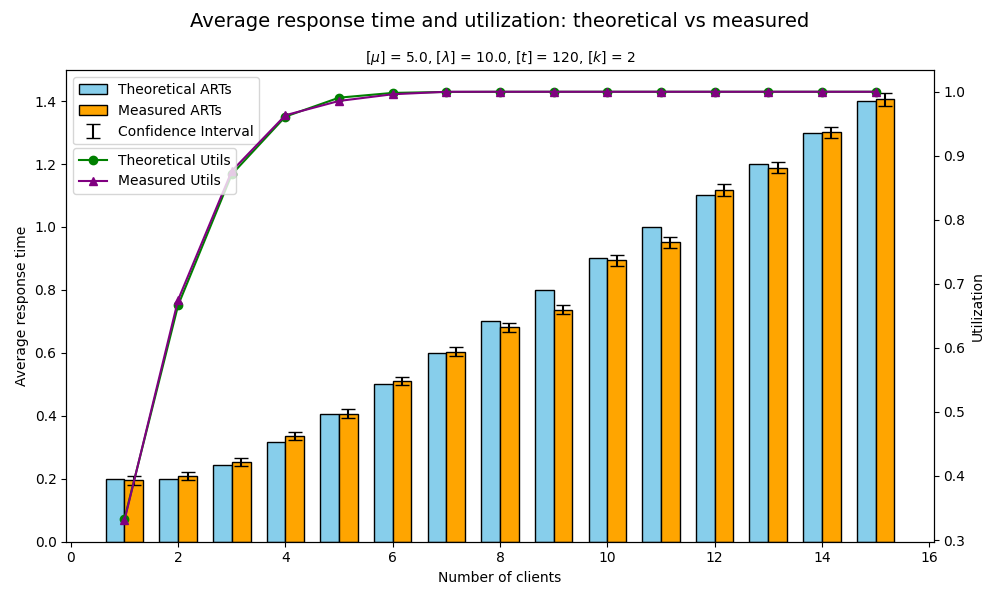 Average response time and utilization: theoretical vs measured
[μ] = 5.0, [λ] = 10.0, [t] = 120, [k] = 2
Theoretical ARTs
Measured ARTs
Confidence Interval
Theoretical Utils
Measured Utils
Average response time
0.0
0.2
0.4
0.6
0.8
1.0
1.2
1.4
Utilization
0.3
0.4
0.5
0.6
0.7
0.8
0.9
1.0
0 2 4 6 8 10 12 14 16
Number of clients